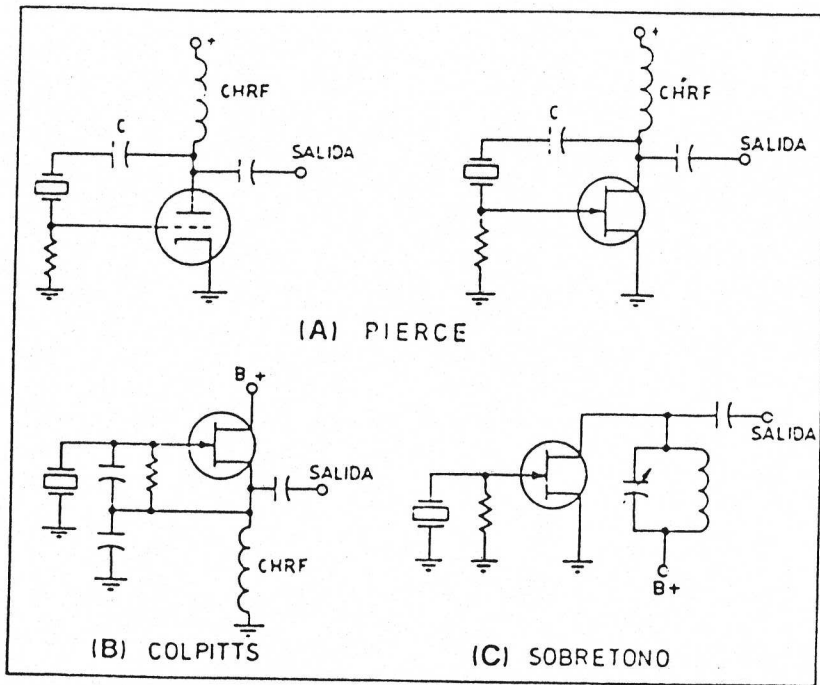 +
CHRF
C
SALIDA
+
CHRF
C
SALIDA
(A) PIERCE
B +
SALIDA
CHRF
(B) COLPITTS
SALIDA
B+
(C) SOBRETONO